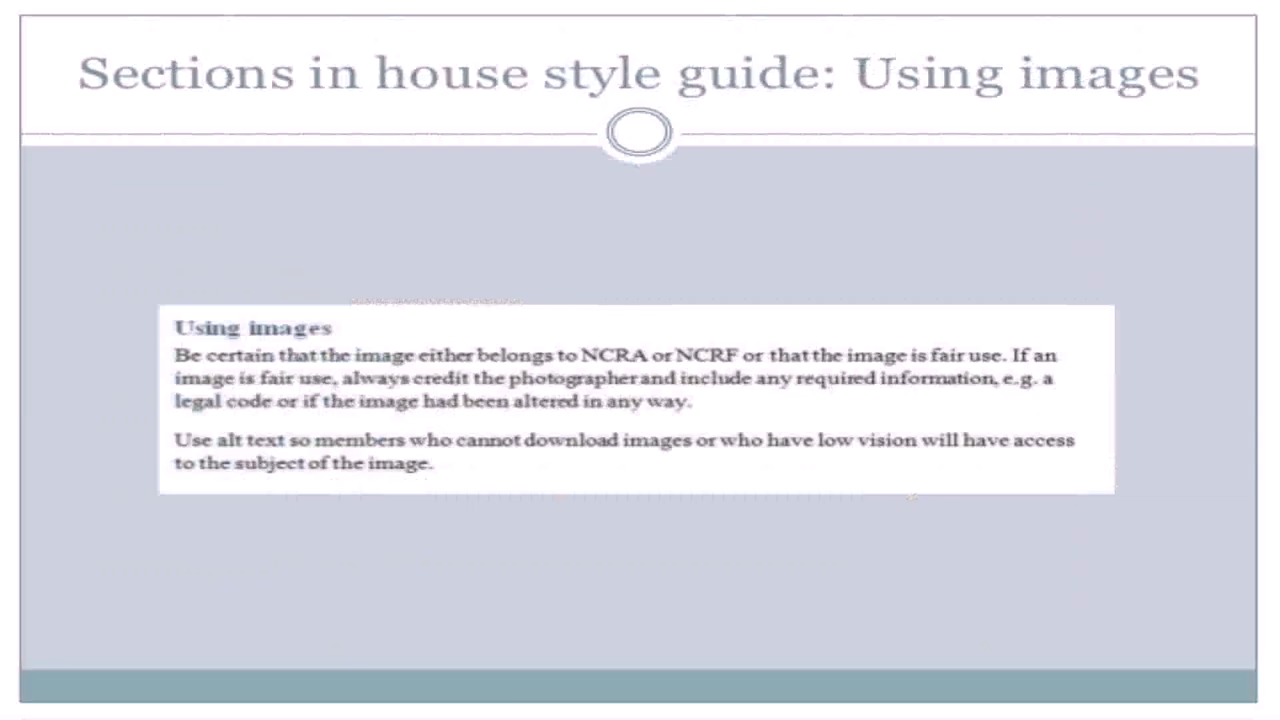 Sections in house style guide: Using images
Using images
Be certain that the image either belongs to NCRA or NCRF or that the image is fair use. If an
image is fair use, always credit the photographer and include any required information, e.g. a
legal code or if the image had been altered in any way.
Use alt text so members who cannot download images or who have low vision will have access
to the subject of the image.